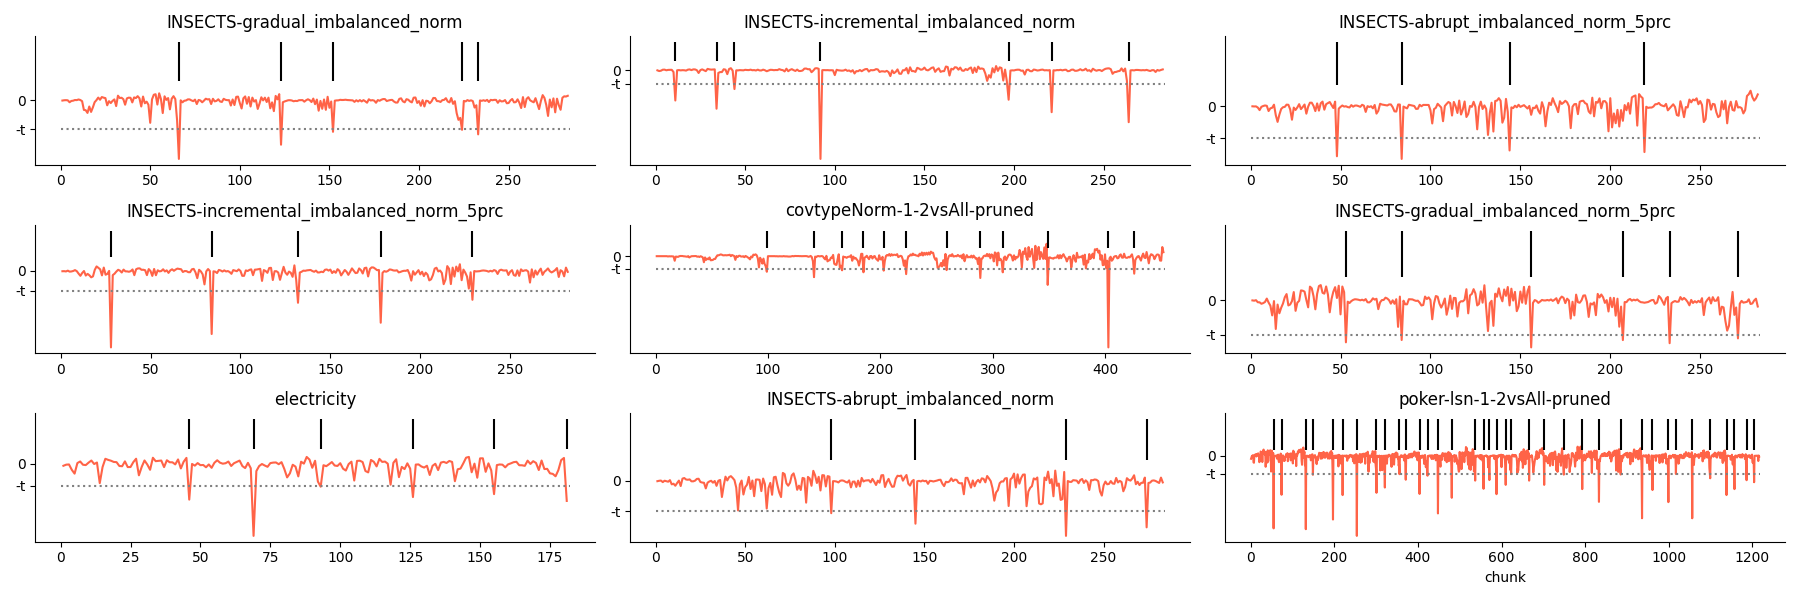 INSECTS-gradual_imbalanced_norm
0
-t
0 50 100 150 200 250
INSECTS-incremental_imbalanced_norm
0
-t
0 50 100 150 200 250
INSECTS-abrupt_imbalanced_norm_5prc
0
-t
0 50 100 150 200 250
INSECTS-incremental_imbalanced_norm_5prc
0
-t
0 50 100 150 200 250
covtypeNorm-1-2vsAll-pruned
0
-t
0 100 200 300 400
INSECTS-gradual_imbalanced_norm_5prc
0
-t
0 50 100 150 200 250
electricity
0
-t
0 25 50 75 100 125 150 175
INSECTS-abrupt_imbalanced_norm
0
-t
0 50 100 150 200 250
poker-lsn-1-2vsAll-pruned
0
-t
0 200 400 600 800 1000 1200
chunk